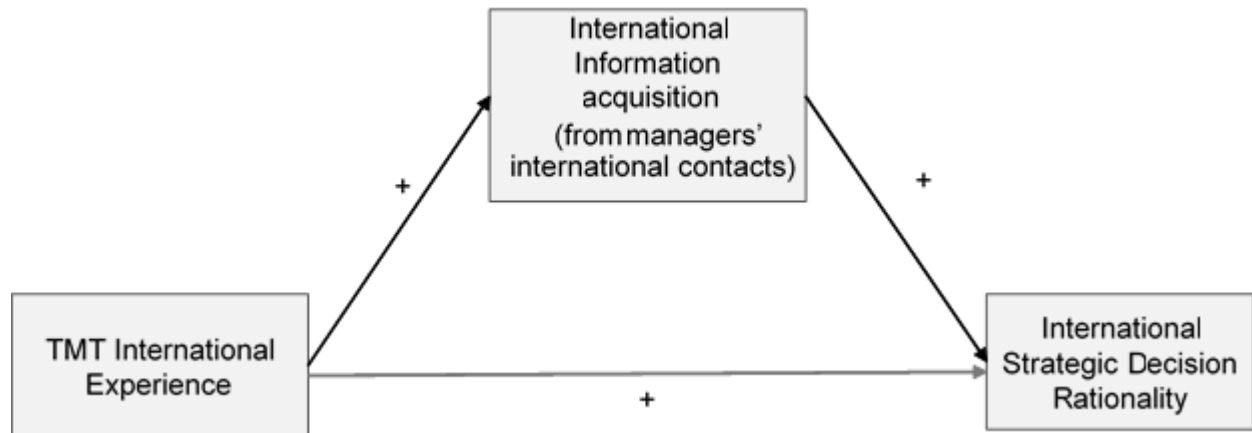 International
Information
acquisition
(from managers'
international contacts)
+
+
TMT International
Experience
International
Strategic Decision
Rationality
+